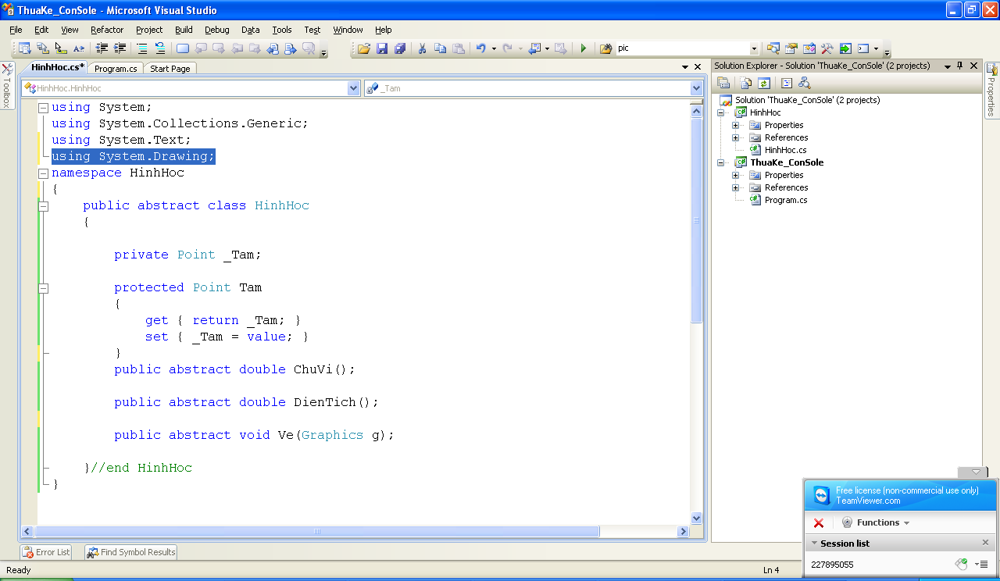 ThuaKe_ConSole - Microsoft Visual Studio
File Edit View Refactor Project Build Debug Data Tools Test Window Help
pic
HinhHoc.cs* Program.cs Start Page
HinhHoc.HinhHoc _Tam
Toolbox
using System;
using System.Collections.Generic;
using System.Text;
using System.Drawing;
namespace HinhHoc
{
public abstract class HinhHoc
{
private Point _Tam;
protected Point Tam
{
get { return _Tam; }
set { _Tam = value; }
}
public abstract double ChuVi();
public abstract double DienTich();
public abstract void Ve(Graphics g);
}//end HinhHoc
}
Solution Explorer - Solution 'ThuaKe_ConSole' (2 projects)
Solution 'ThuaKe_ConSole' (2 projects)
HinhHoc
Properties
References
HinhHoc.cs
ThuaKe_ConSole
Properties
References
Program.cs
Properties
Error List Find Symbol Results
Ready Ln 4
Free license (non-commercial use only)
TeamViewer.com
Functions
Session list
227895055